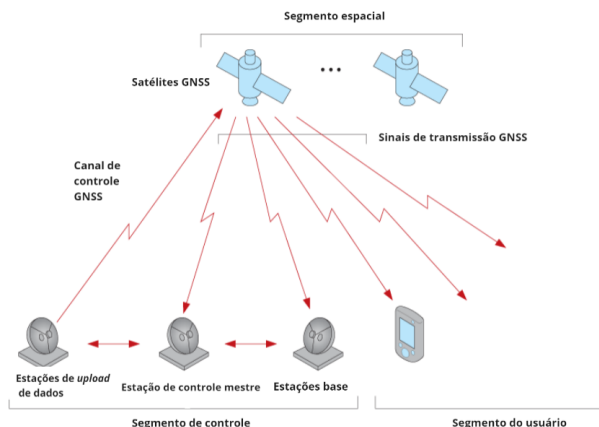 Segmento espacial
Satélites GNSS
Sinais de transmissão GNSS
Canal de
controle
GNSS
Estações de upload
de dados
Estação de controle mestre
Estações base
Segmento de controle
Segmento do usuário